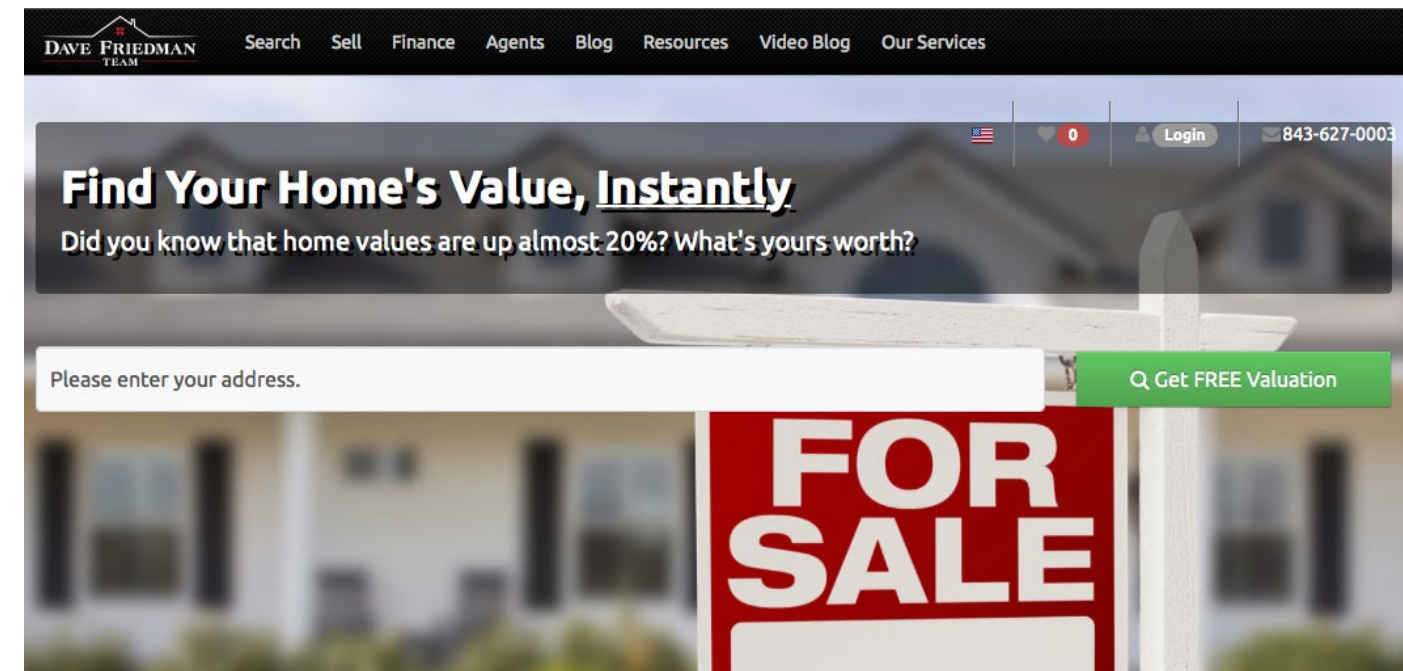 DAVE FRIEDMAN
TEAM
Search Sell Finance Agents Blog Resources Video Blog Our Services
0 Login 843-627-0003
Find Your Home's Value, Instantly
Did you know that home values are up almost 20%? What's yours worth?
Please enter your address.
Get FREE Valuation
FOR
SALE